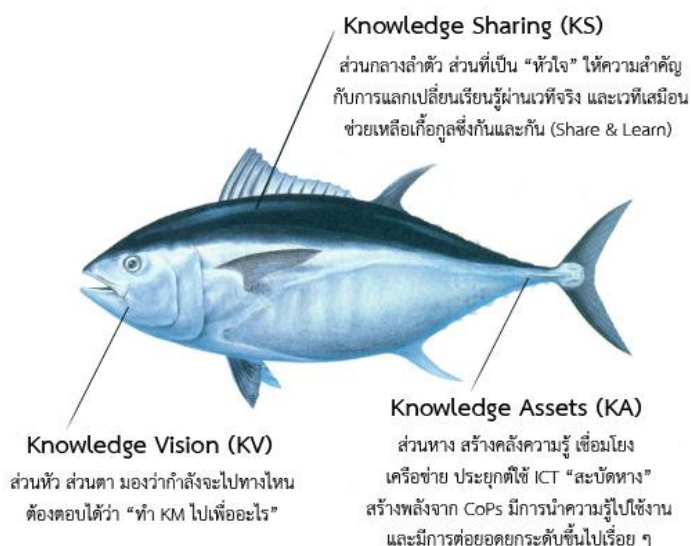 Knowledge Sharing (KS)
ส่วนกลางลำตัว ส่วนที่เป็น “หัวใจ” ให้ความสำคัญ
กับการแลกเปลี่ยนเรียนรู้ผ่านเวทีจริง และเวทีเสมือน
ช่วยเหลือเกื้อกูลซึ่งกันและกัน (Share & Learn)
Knowledge Vision (KV)
ส่วนหัว ส่วนตา มองว่ากำลังจะไปทางไหน
ต้องตอบได้ว่า “ทำ KM ไปเพื่ออะไร”
Knowledge Assets (KA)
ส่วนหาง สร้างคลังความรู้ เชื่อมโยง
เครือข่าย ประยุกต์ใช้ ICT “สะบัดหาง”
สร้างพลังจาก CoPs มีการนำความรู้ไปใช้งาน
และมีการต่อยอดยกระดับขึ้นไปเรื่อย ๆ